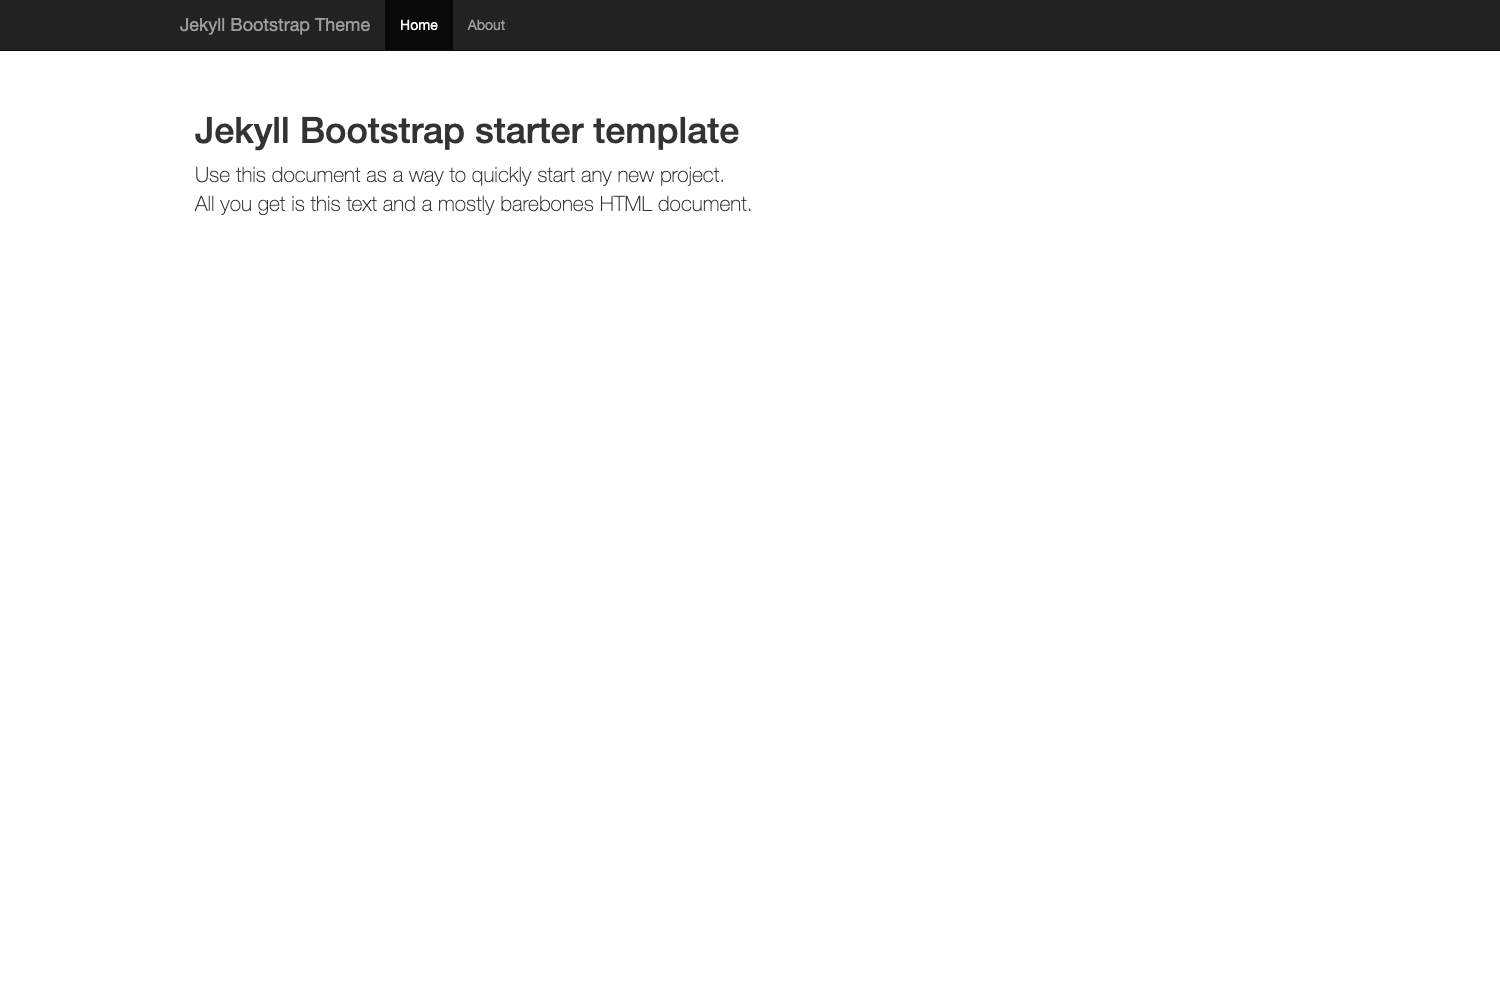 Jekyll Bootstrap Theme Home About
Jekyll Bootstrap starter template
Use this document as a way to quickly start any new project.
All you get is this text and a mostly barebones HTML document.